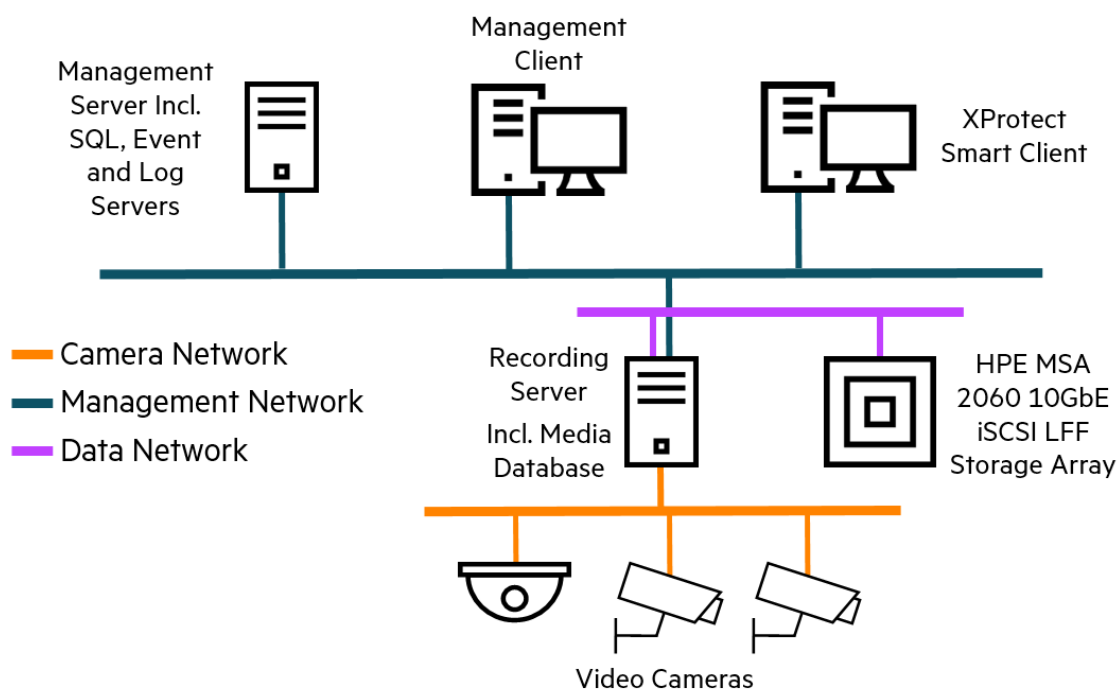 Management
Client
Management
Server Incl.
SQL, Event
and Log
Servers
XProtect
Smart Client
Camera Network
Management Network
Data Network
Recording
Server
Incl. Media
Database
HPE MSA
2060 10GbE
iSCSI LFF
Storage Array
Video Cameras